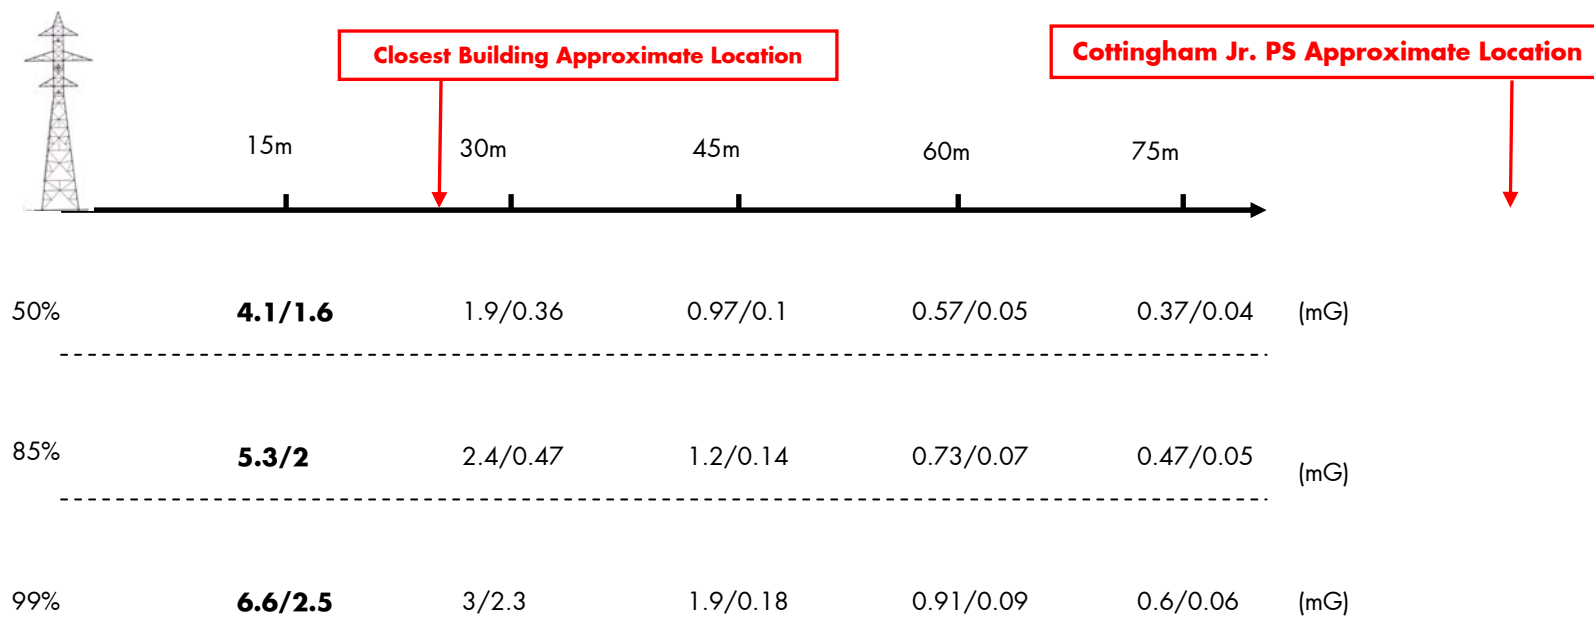 Closest Building Approximate Location
Cottingham Jr. PS Approximate Location
15m 30m 45m 60m 75m
50% 4.1/1.6 1.9/0.36 0.97/0.1 0.57/0.05 0.37/0.04 (mG)
85% 5.3/2 2.4/0.47 1.2/0.14 0.73/0.07 0.47/0.05 (mG)
99% 6.6/2.5 3/2.3 1.9/0.18 0.91/0.09 0.6/0.06 (mG)